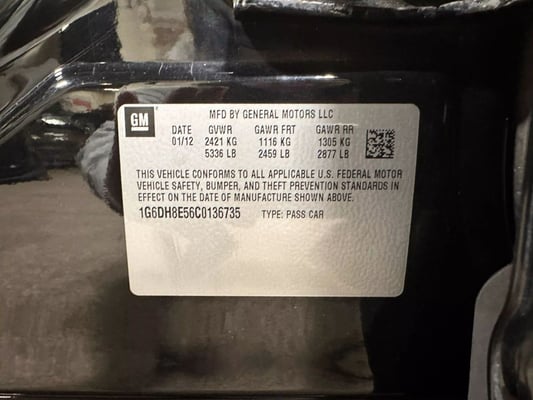 GM
MFD BY GENERAL MOTORS LLC
DATE GVWR GAWR FRT GAWR RR
01/12 2421 KG 1116 KG 1305 KG
5336 LB 2459 LB 2877 LB
THIS VEHICLE CONFORMS TO ALL APPLICABLE U.S. FEDERAL MOTOR
VEHICLE SAFETY, BUMPER, AND THEFT PREVENTION STANDARDS IN
EFFECT ON THE DATE OF MANUFACTURE SHOWN ABOVE.
1G6DH8E56C0136735 TYPE: PASS CAR